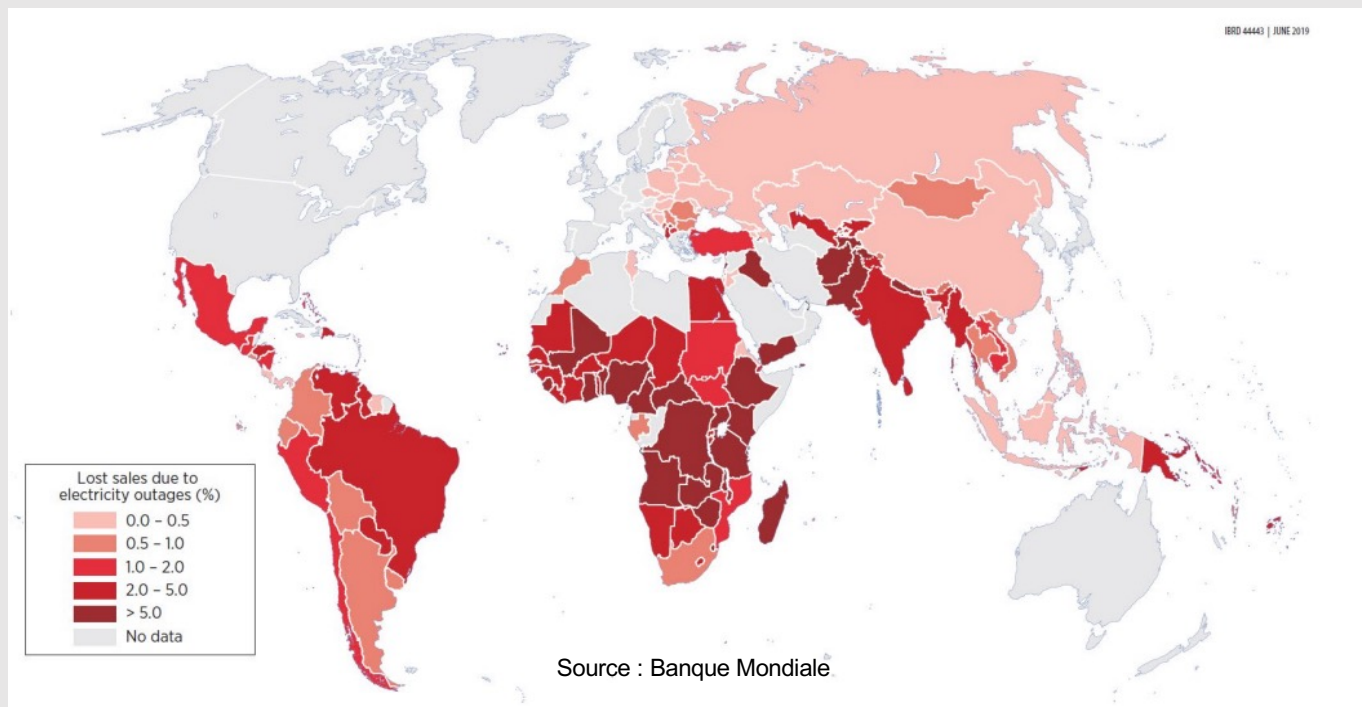 IBRD 44443 | JUNE 2019
Lost sales due to
electricity outages (%)
0.0 – 0.5
0.5 – 1.0
1.0 – 2.0
2.0 – 5.0
> 5.0
No data
Source : Banque Mondiale